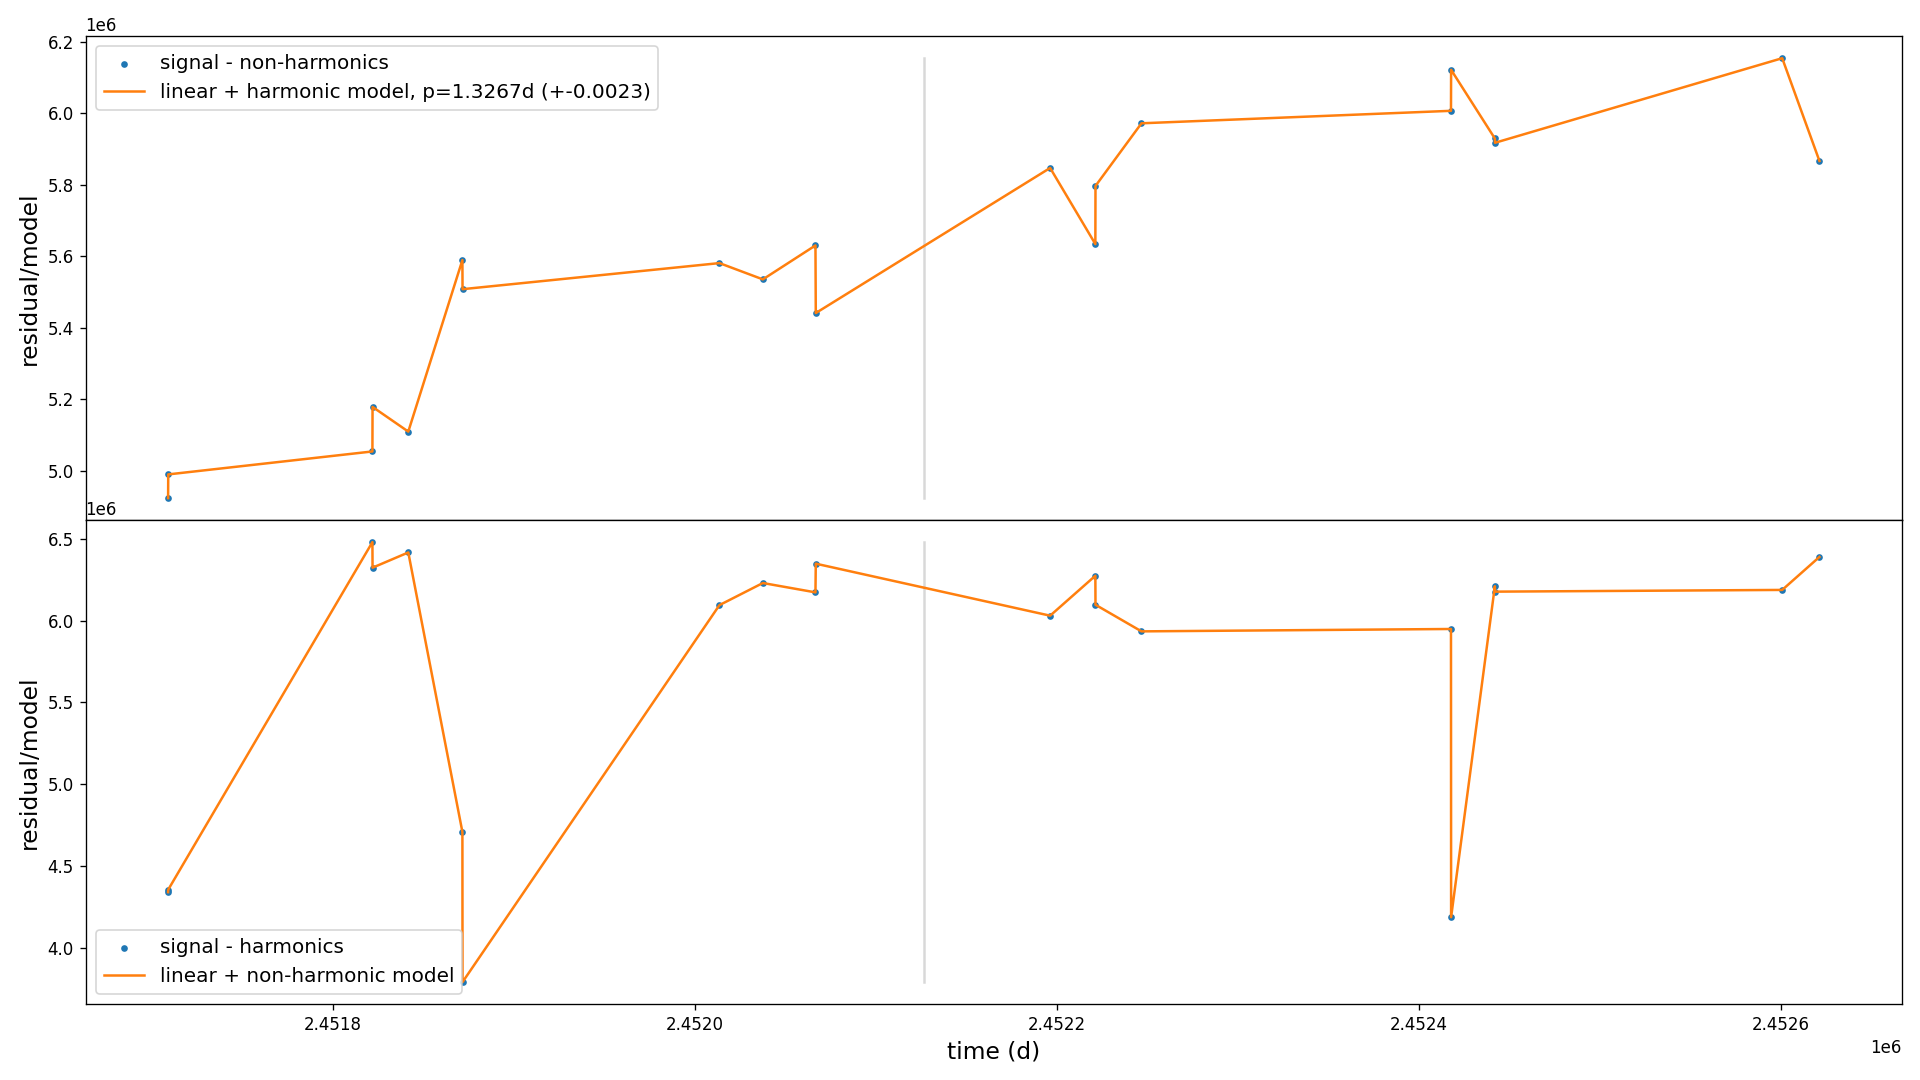 1e6
6.2
6.0
5.8
5.6
5.4
5.2
5.0
residual/model
signal - non-harmonics
linear + harmonic model, p=1.3267d (+-0.0023)
1e6
6.5
6.0
5.5
5.0
4.5
4.0
residual/model
signal - harmonics
linear + non-harmonic model
2.4518
2.4520
2.4522
2.4524
2.4526
time (d)
1e6